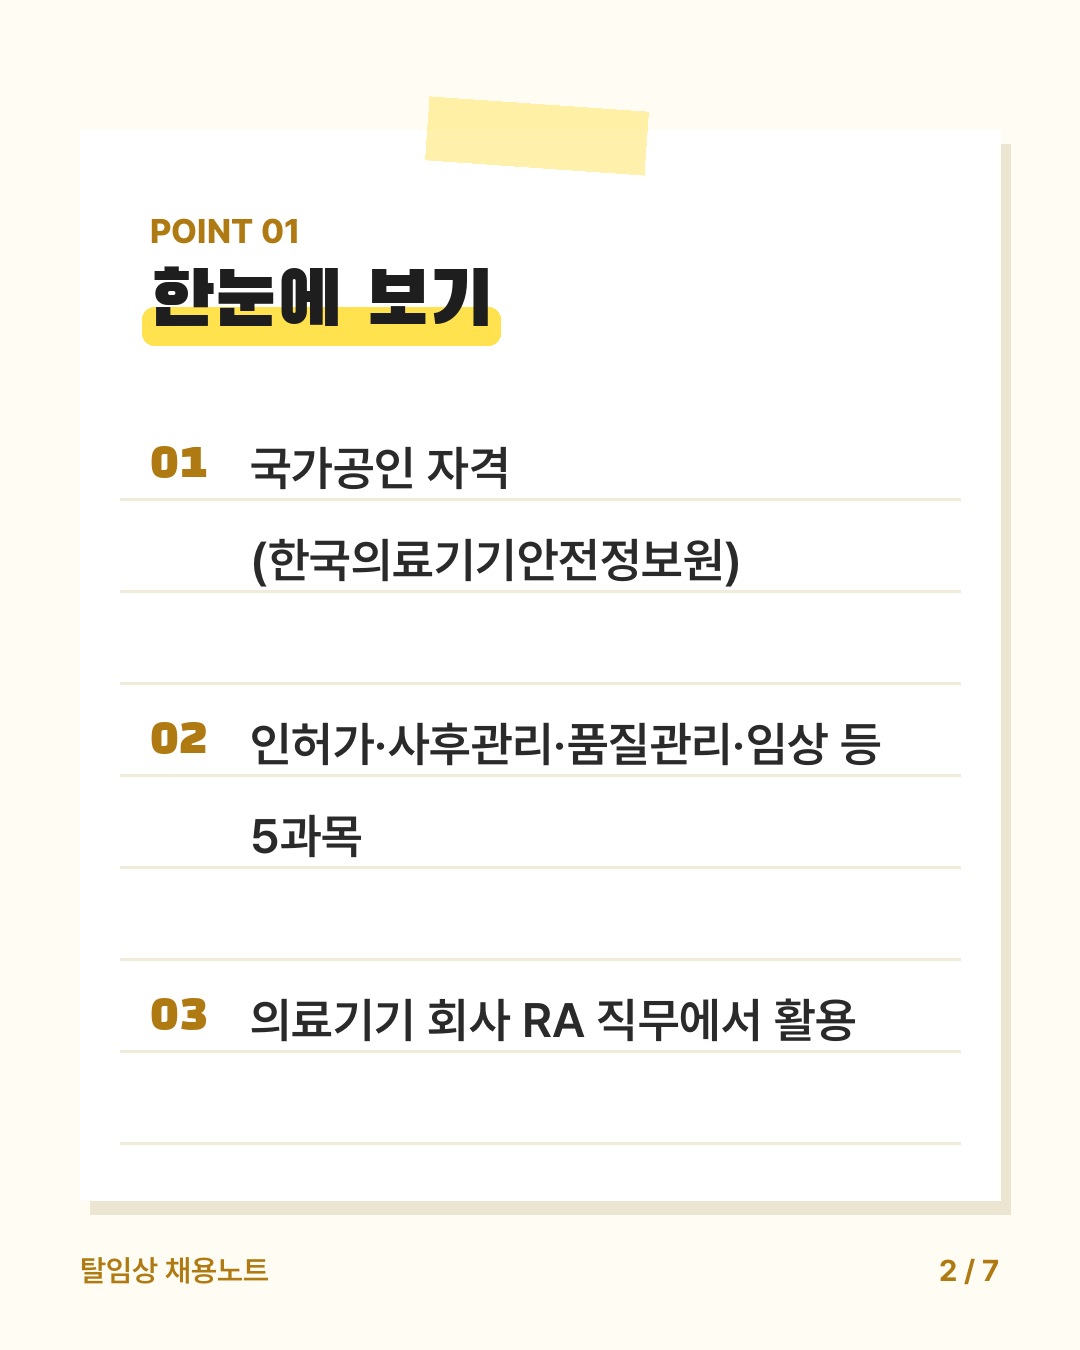 POINT 01
한눈에 보기
01 국가공인 자격
(한국의료기기안전정보원)
02 인허가·사후관리·품질관리·임상 등
5과목
03 의료기기 회사 RA 직무에서 활용
탈임상 채용노트
2 / 7